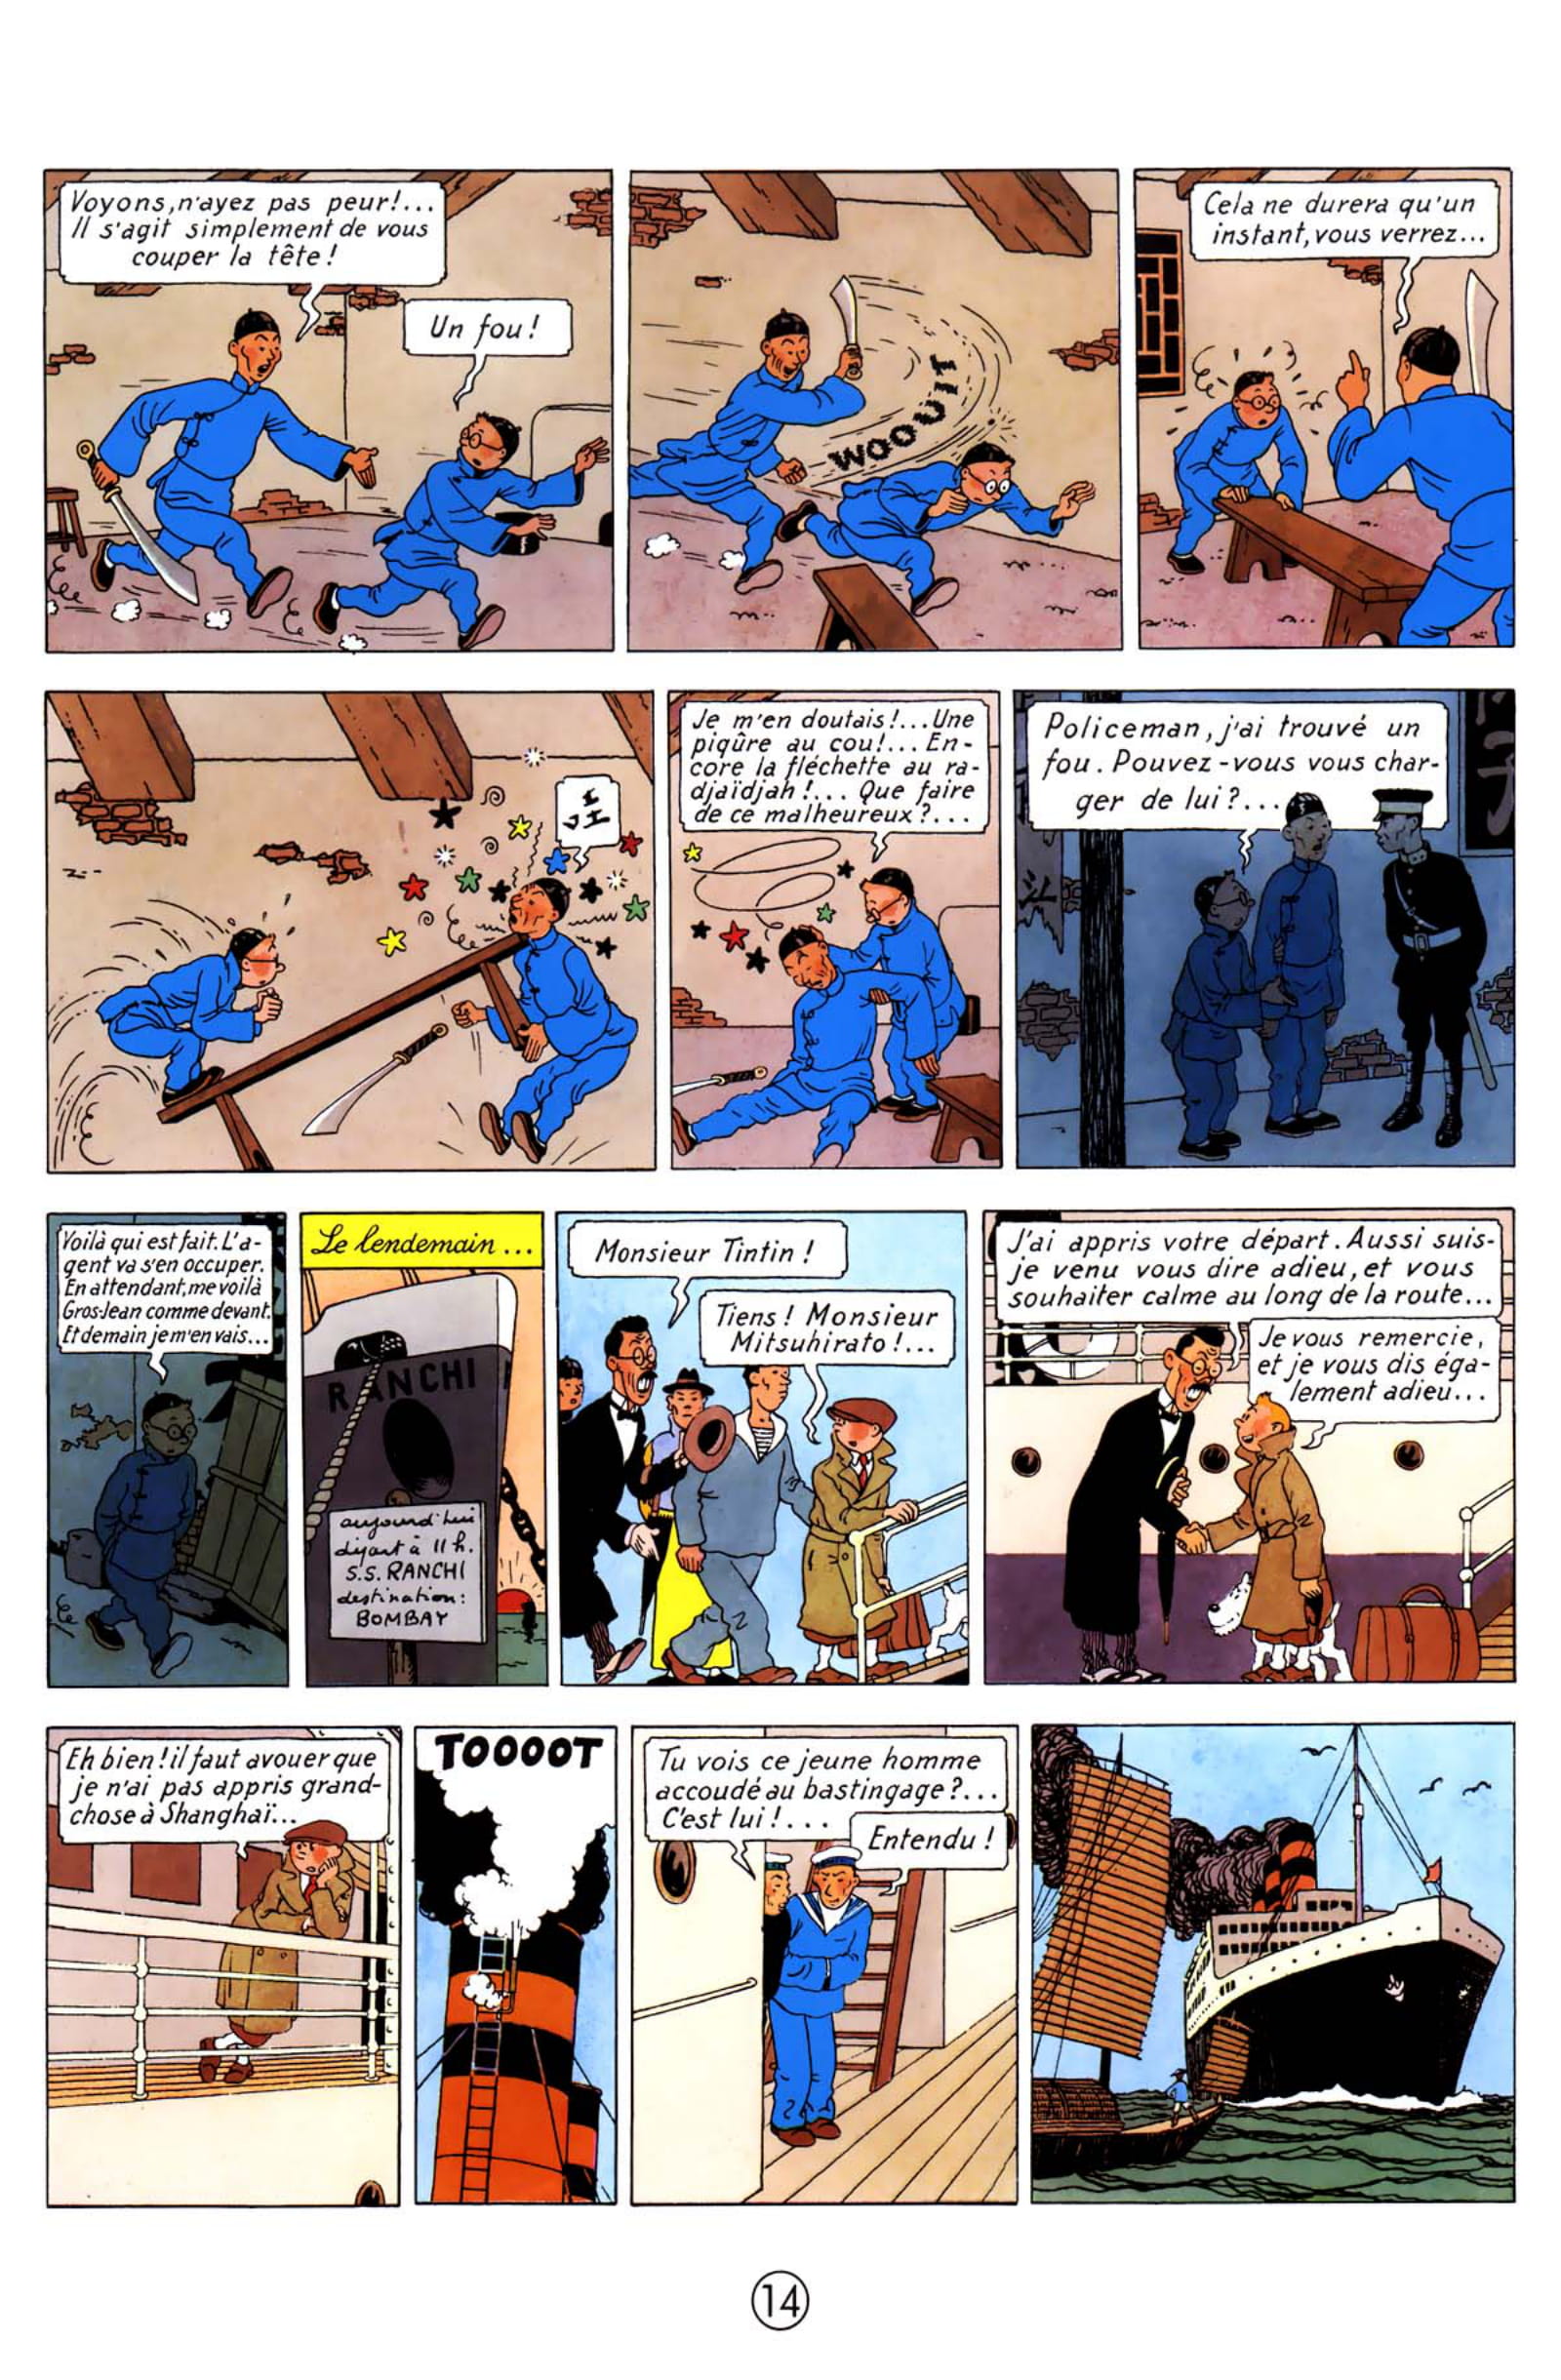 Voyons, n'ayez pas peur!...
Il s'agit simplement de vous
couper la tête!
Un fou!
WOOUIT
Cela ne durera qu'un
instant, vous verrez...
Je m'en doutais!... Une
piqûre au cou!... En-
core la fléchette au ra-
djaïdjah!... Que faire
de ce malheureux?...
Policeman, j'ai trouvé un
fou. Pouvez-vous vous char-
ger de lui?...
Voilà qui est fait. L'a-
gent va s'en occuper.
En attendant, me voilà
Gros-Jean comme devant.
Et demain je m'en vais...
Le lendemain...
RANCHI
aujourd'hui
départ à 11 h.
S.S. RANCHI
destination:
BOMBAY
Monsieur Tintin!
Tiens! Monsieur
Mitsuhirato!...
J'ai appris votre départ. Aussi suis-
je venu vous dire adieu, et vous
souhaiter calme au long de la route...
Je vous remercie,
et je vous dis éga-
lement adieu...
Eh bien! il faut avouer que
je n'ai pas appris grand-
chose à Shanghaï...
TOOOOT
Tu vois ce jeune homme
accoudé au bastingage?...
C'est lui!...
Entendu!
14